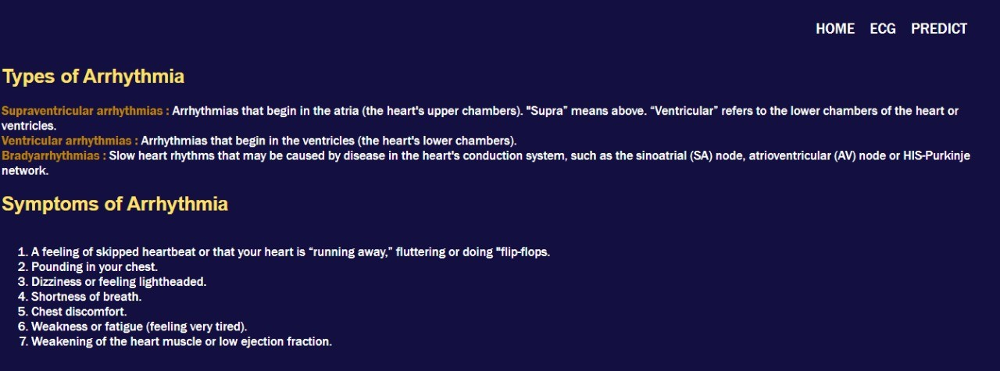 HOME ECG PREDICT
Types of Arrhythmia
Supraventricular arrhythmias : Arrhythmias that begin in the atria (the heart's upper chambers). "Supra” means above. “Ventricular” refers to the lower chambers of the heart or
ventricles.
Ventricular arrhythmias : Arrhythmias that begin in the ventricles (the heart's lower chambers).
Bradyarrhythmias : Slow heart rhythms that may be caused by disease in the heart's conduction system, such as the sinoatrial (SA) node, atrioventricular (AV) node or HIS-Purkinje
network.
Symptoms of Arrhythmia
1. A feeling of skipped heartbeat or that your heart is “running away,” fluttering or doing "flip-flops.
2. Pounding in your chest.
3. Dizziness or feeling lightheaded.
4. Shortness of breath.
5. Chest discomfort.
6. Weakness or fatigue (feeling very tired).
7. Weakening of the heart muscle or low ejection fraction.